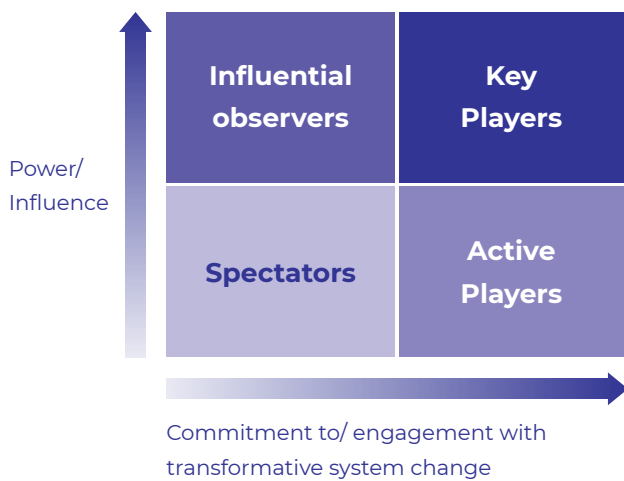 Influential
observers
Key
Players
Power/
Influence
Spectators
Active
Players
Commitment to/ engagement with
transformative system change